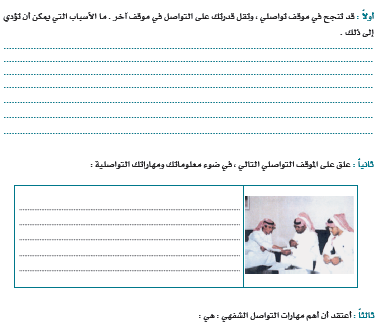 أولاً : قد تنجح في موقف تواصلي ، وتقل قدرتك على التواصل في موقف آخر . ما الأسباب التي يمكن أن تؤدي
إلى ذلك .
ثانياً : علق على الموقف التواصلي التالي ، في ضوء معلوماتك ومهاراتك التواصلية :
ثالثاً : أعتقد أن أهم مهارات التواصل الشفهي : هي :